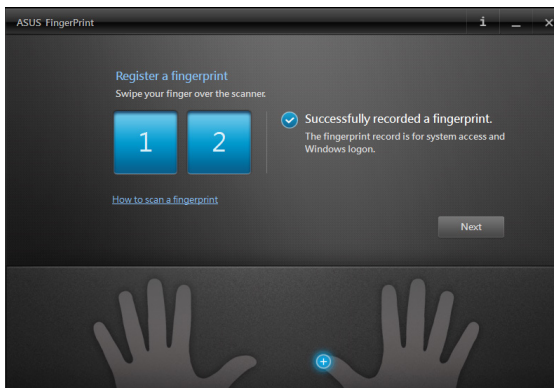 ASUS FingerPrint
Register a fingerprint
Swipe your finger over the scanner.
1 2
Successfully recorded a fingerprint.
The fingerprint record is for system access and
Windows logon.
How to scan a fingerprint
Next